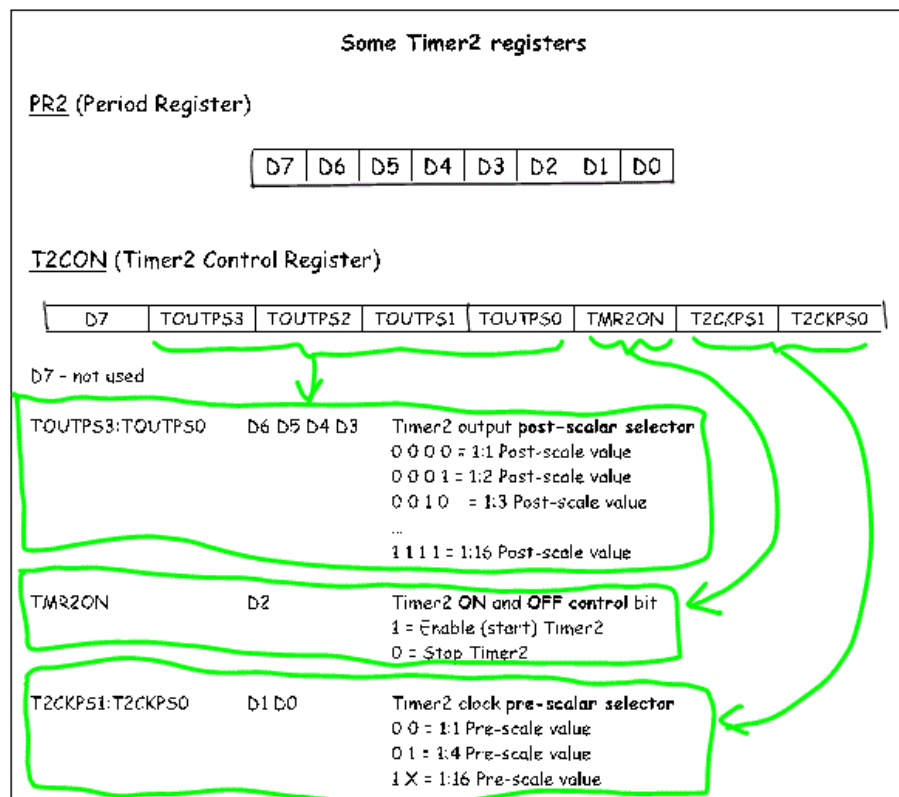 Some Timer2 registers
PR2 (Period Register)
D7 D6 D5 D4 D3 D2 D1 D0
T2CON (Timer2 Control Register)
D7 TOUTPS3 TOUTPS2 TOUTPS1 TOUTPS0 TMR2ON T2CKPS1 T2CKPS0
D7 - not used
TOUTPS3:TOUTPS0 D6 D5 D4 D3 Timer2 output post-scalar selector
0 0 0 0 = 1:1 Post-scale value
0 0 0 1 = 1:2 Post-scale value
0 0 1 0 = 1:3 Post-scale value
...
1 1 1 1 = 1:16 Post-scale value
TMR2ON D2 Timer2 ON and OFF control bit
1 = Enable (start) Timer2
0 = Stop Timer2
T2CKPS1:T2CKPS0 D1 D0 Timer2 clock pre-scalar selector
0 0 = 1:1 Pre-scale value
0 1 = 1:4 Pre-scale value
1 X = 1:16 Pre-scale value